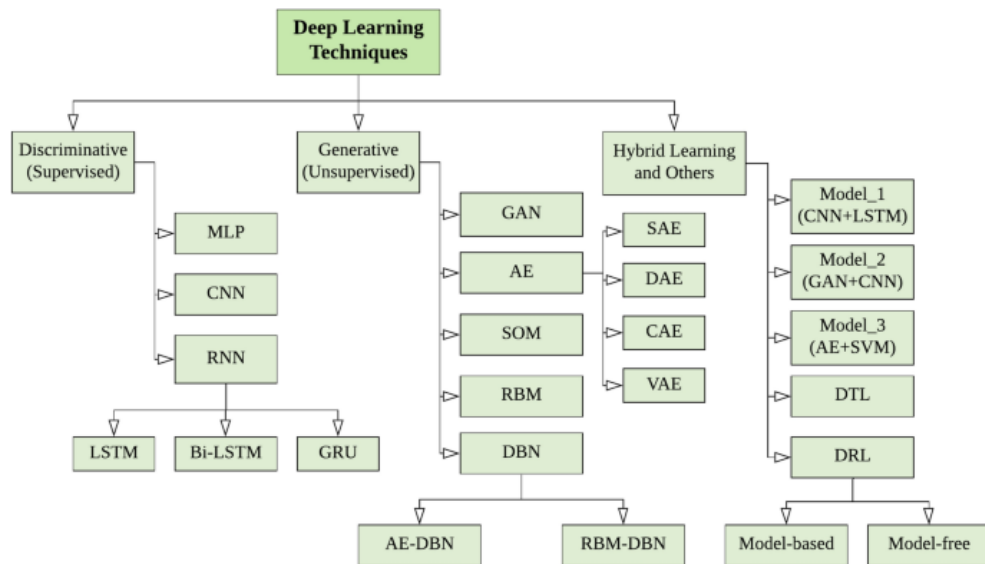 Deep Learning
Techniques
Discriminative
(Supervised)
MLP
CNN
RNN
LSTM
Bi-LSTM
GRU
Generative
(Unsupervised)
GAN
AE
SAE
DAE
CAE
VAE
SOM
RBM
DBN
AE-DBN
RBM-DBN
Hybrid Learning
and Others
Model_1
(CNN+LSTM)
Model_2
(GAN+CNN)
Model_3
(AE+SVM)
DTL
DRL
Model-based
Model-free